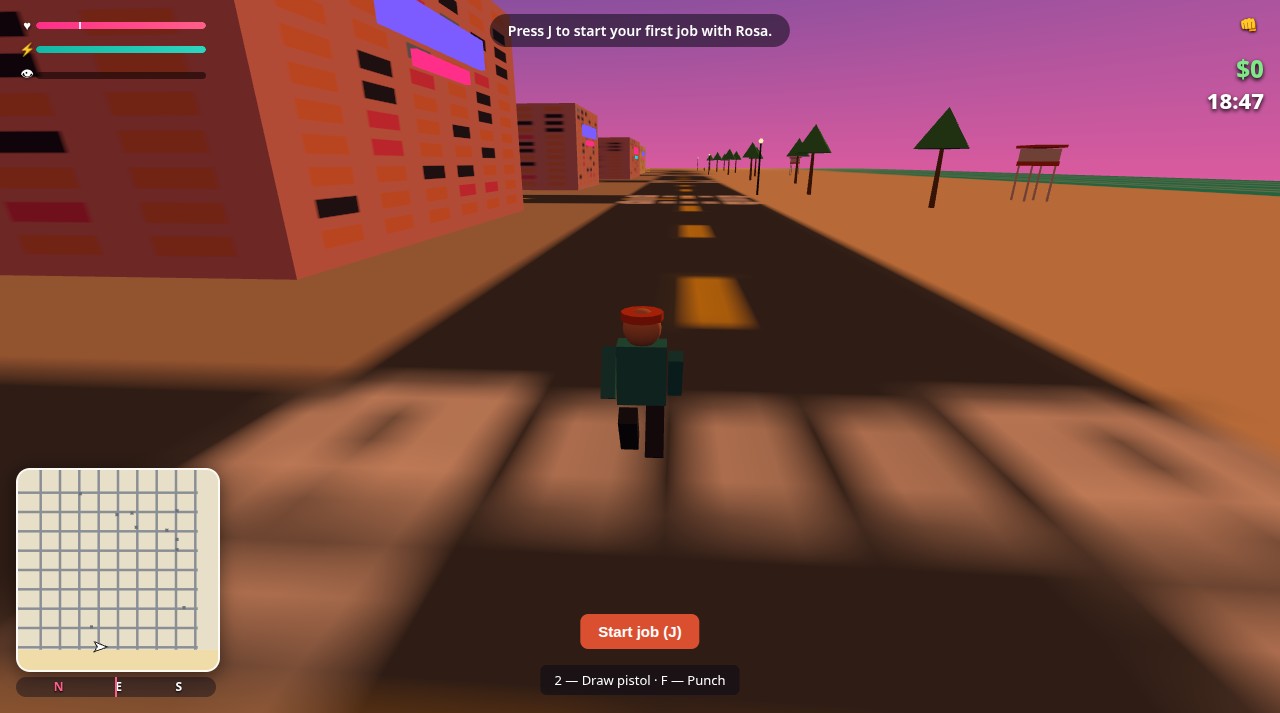 Press J to start your first job with Rosa.
$0
18:47
Start job (J)
2 — Draw pistol · F — Punch
N E S